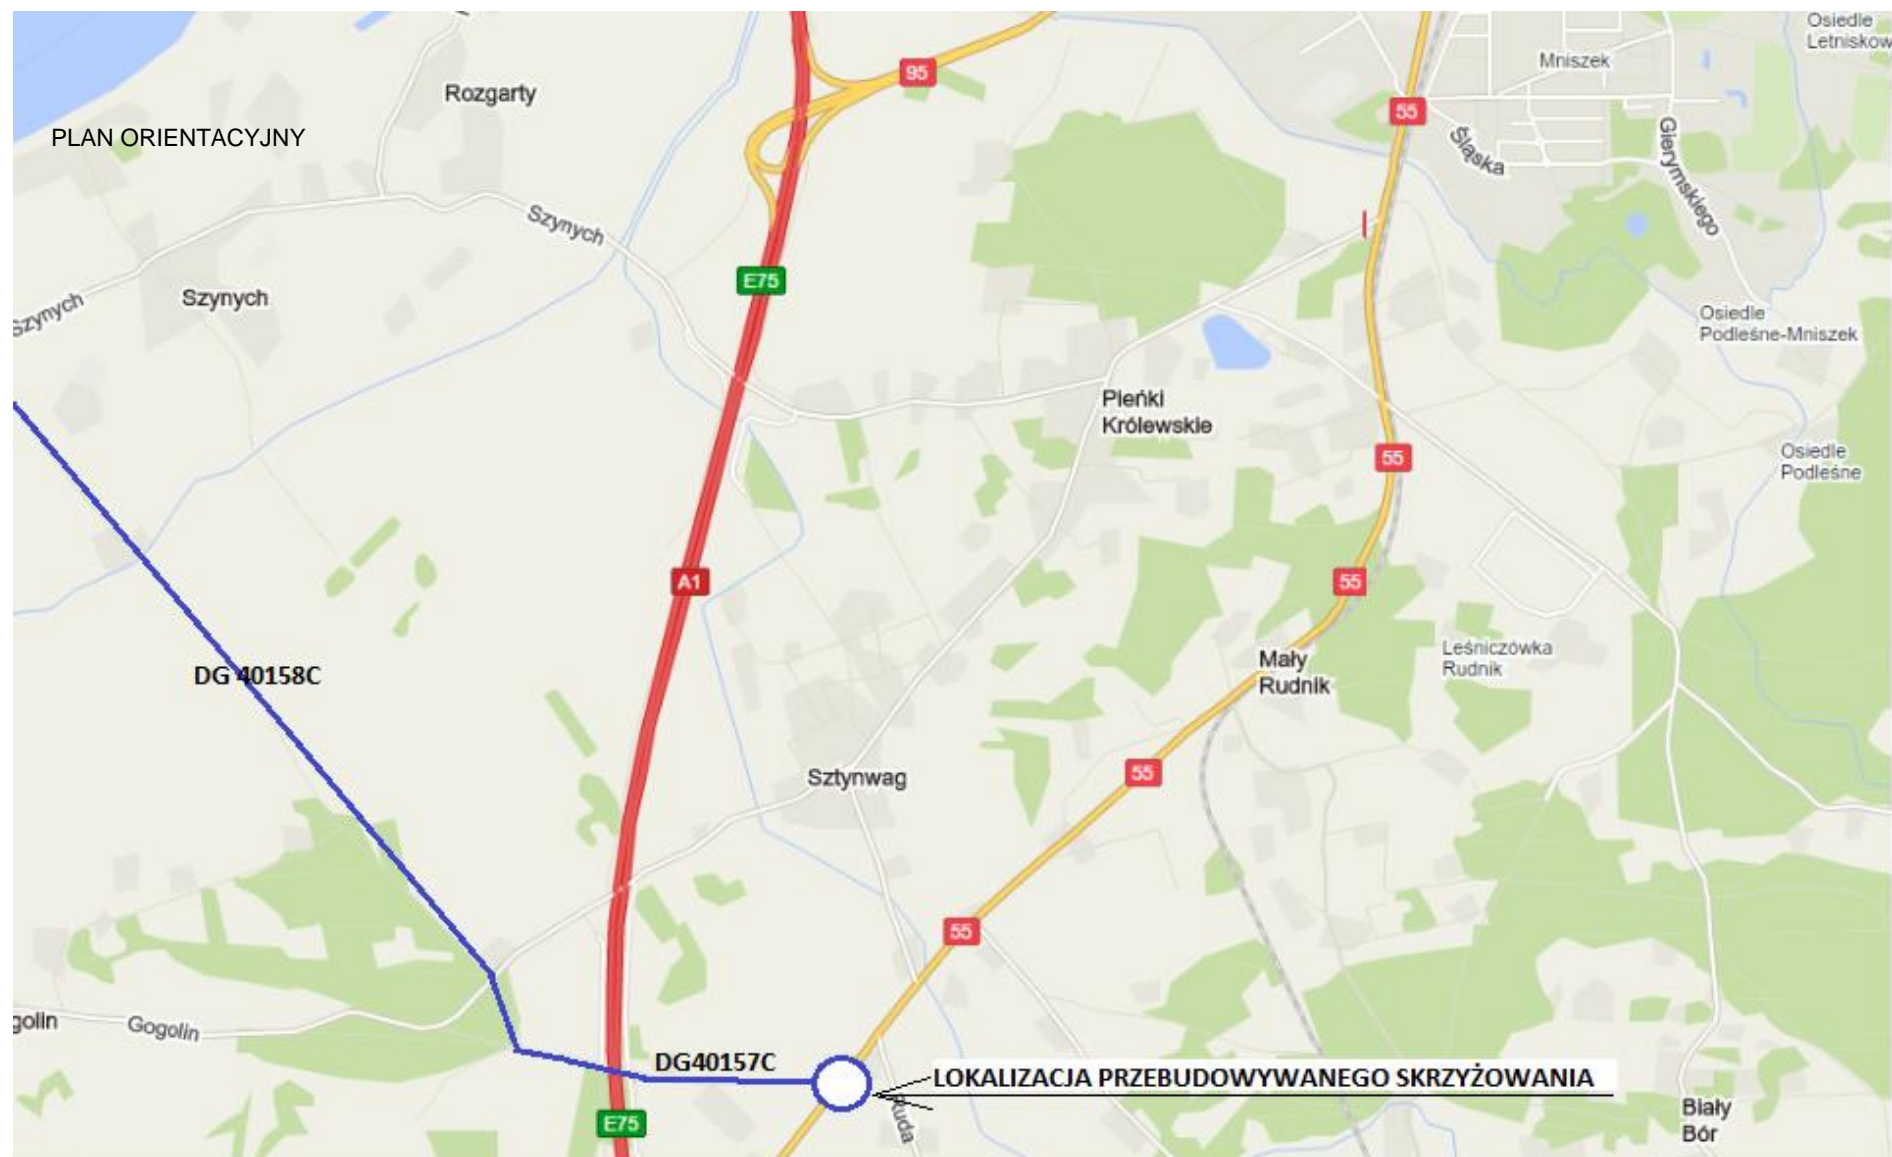 Osiedle
Letniskow
Mniszek
95
Rozgarty
55
PLAN ORIENTACYJNY
Śląska
Gierymskiego
Szynych
E75
Szynych
Szynych
Osiedle
Podleśne-Mniszek
Pieńki
Królewskie
55
Osiedle
Podleśne
A1
55
Leśniczówka
Rudnik
Mały
Rudnik
DG 40158C
55
Sztynwag
55
golin
Gogolin
DG40157C
LOKALIZACJA PRZEBUDOWYWANEGO SKRZYŻOWANIA
E75
Ruda
Biały
Bór